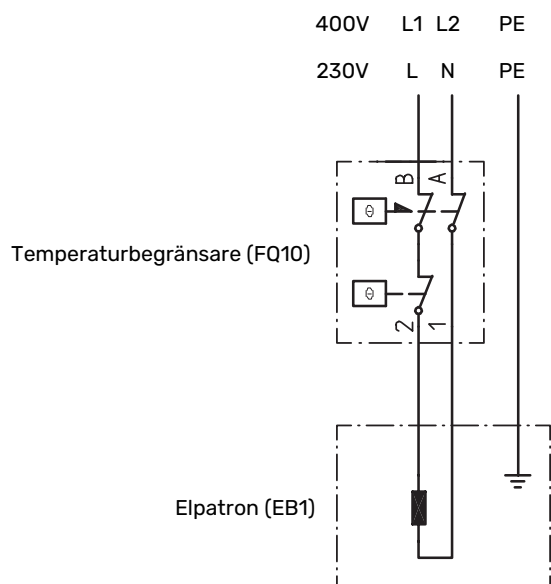 400V L1 L2 PE
230V L N PE
B A
Temperaturbegränsare (FQ10)
2 1
Elpatron (EB1)